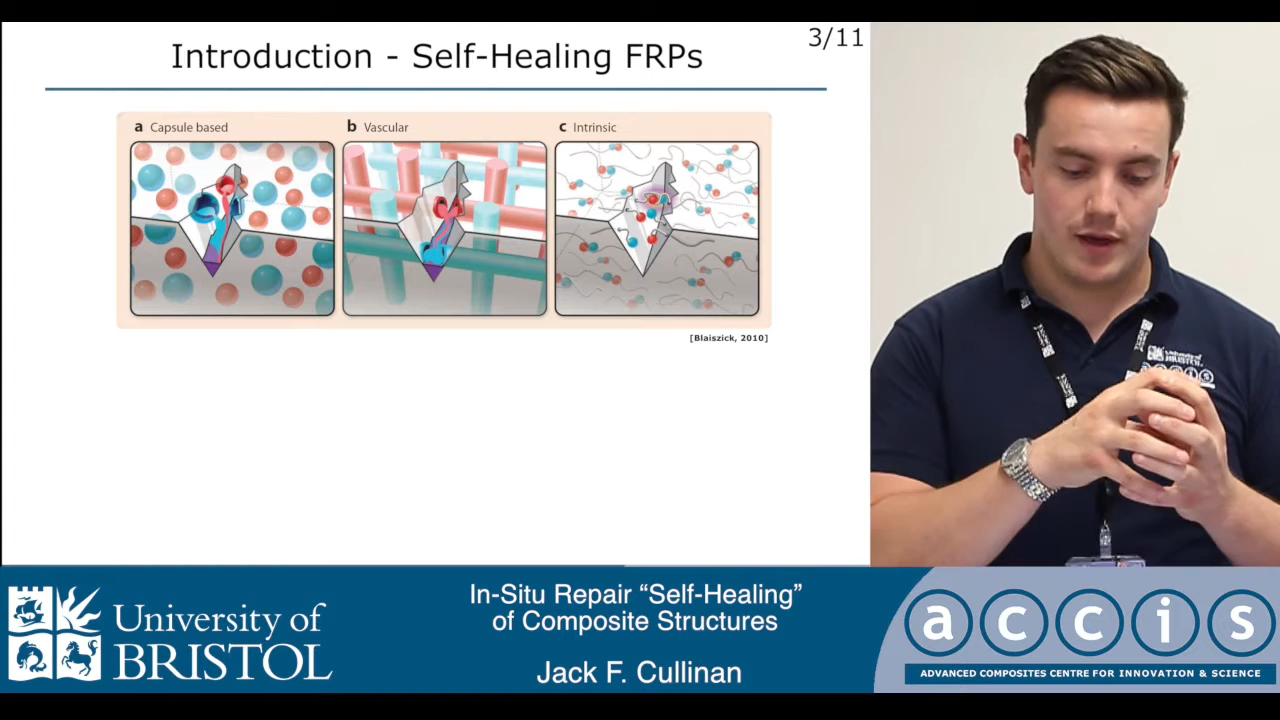 3/11
Introduction - Self-Healing FRPs
a Capsule based
b Vascular
c Intrinsic
[Blaiszick, 2010]
University of
BRISTOL
In-Situ Repair “Self-Healing”
of Composite Structures
Jack F. Cullinan
accis
ADVANCED COMPOSITES CENTRE FOR INNOVATION & SCIENCE